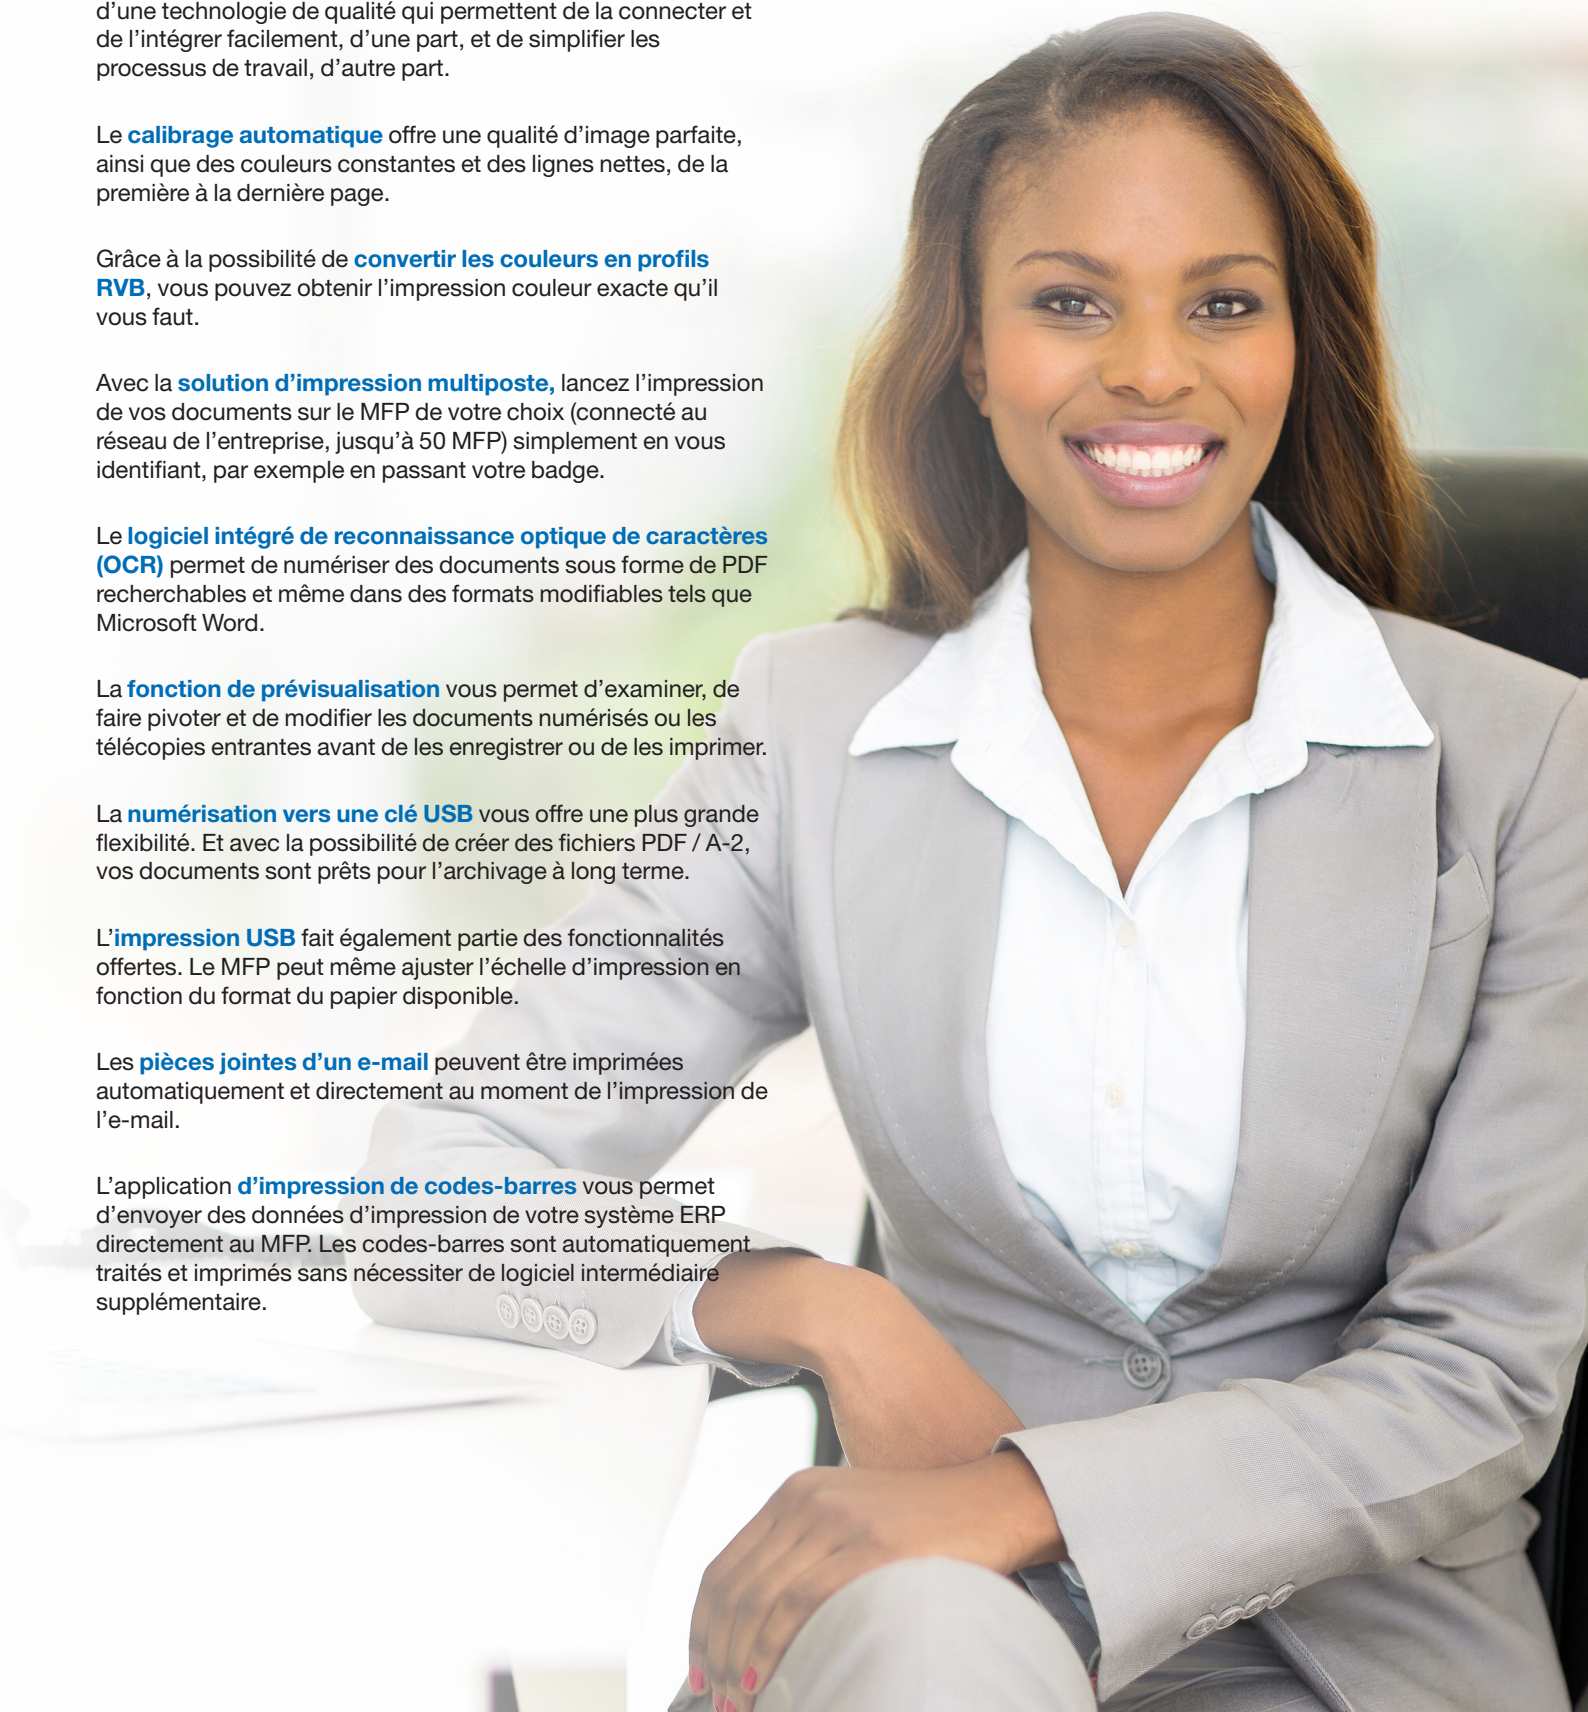 d’une technologie de qualité qui permettent de la connecter et
de l’intégrer facilement, d’une part, et de simplifier les
processus de travail, d’autre part.
Le calibrage automatique offre une qualité d’image parfaite,
ainsi que des couleurs constantes et des lignes nettes, de la
première à la dernière page.
Grâce à la possibilité de convertir les couleurs en profils
RVB, vous pouvez obtenir l’impression couleur exacte qu’il
vous faut.
Avec la solution d’impression multiposte, lancez l’impression
de vos documents sur le MFP de votre choix (connecté au
réseau de l’entreprise, jusqu’à 50 MFP) simplement en vous
identifiant, par exemple en passant votre badge.
Le logiciel intégré de reconnaissance optique de caractères
(OCR) permet de numériser des documents sous forme de PDF
recherchables et même dans des formats modifiables tels que
Microsoft Word.
La fonction de prévisualisation vous permet d’examiner, de
faire pivoter et de modifier les documents numérisés ou les
télécopies entrantes avant de les enregistrer ou de les imprimer.
La numérisation vers une clé USB vous offre une plus grande
flexibilité. Et avec la possibilité de créer des fichiers PDF / A-2,
vos documents sont prêts pour l’archivage à long terme.
L’impression USB fait également partie des fonctionnalités
offertes. Le MFP peut même ajuster l’échelle d’impression en
fonction du format du papier disponible.
Les pièces jointes d’un e-mail peuvent être imprimées
automatiquement et directement au moment de l’impression de
l’e-mail.
L’application d’impression de codes-barres vous permet
d’envoyer des données d’impression de votre système ERP
directement au MFP. Les codes-barres sont automatiquement
traités et imprimés sans nécessiter de logiciel intermédiaire
supplémentaire.